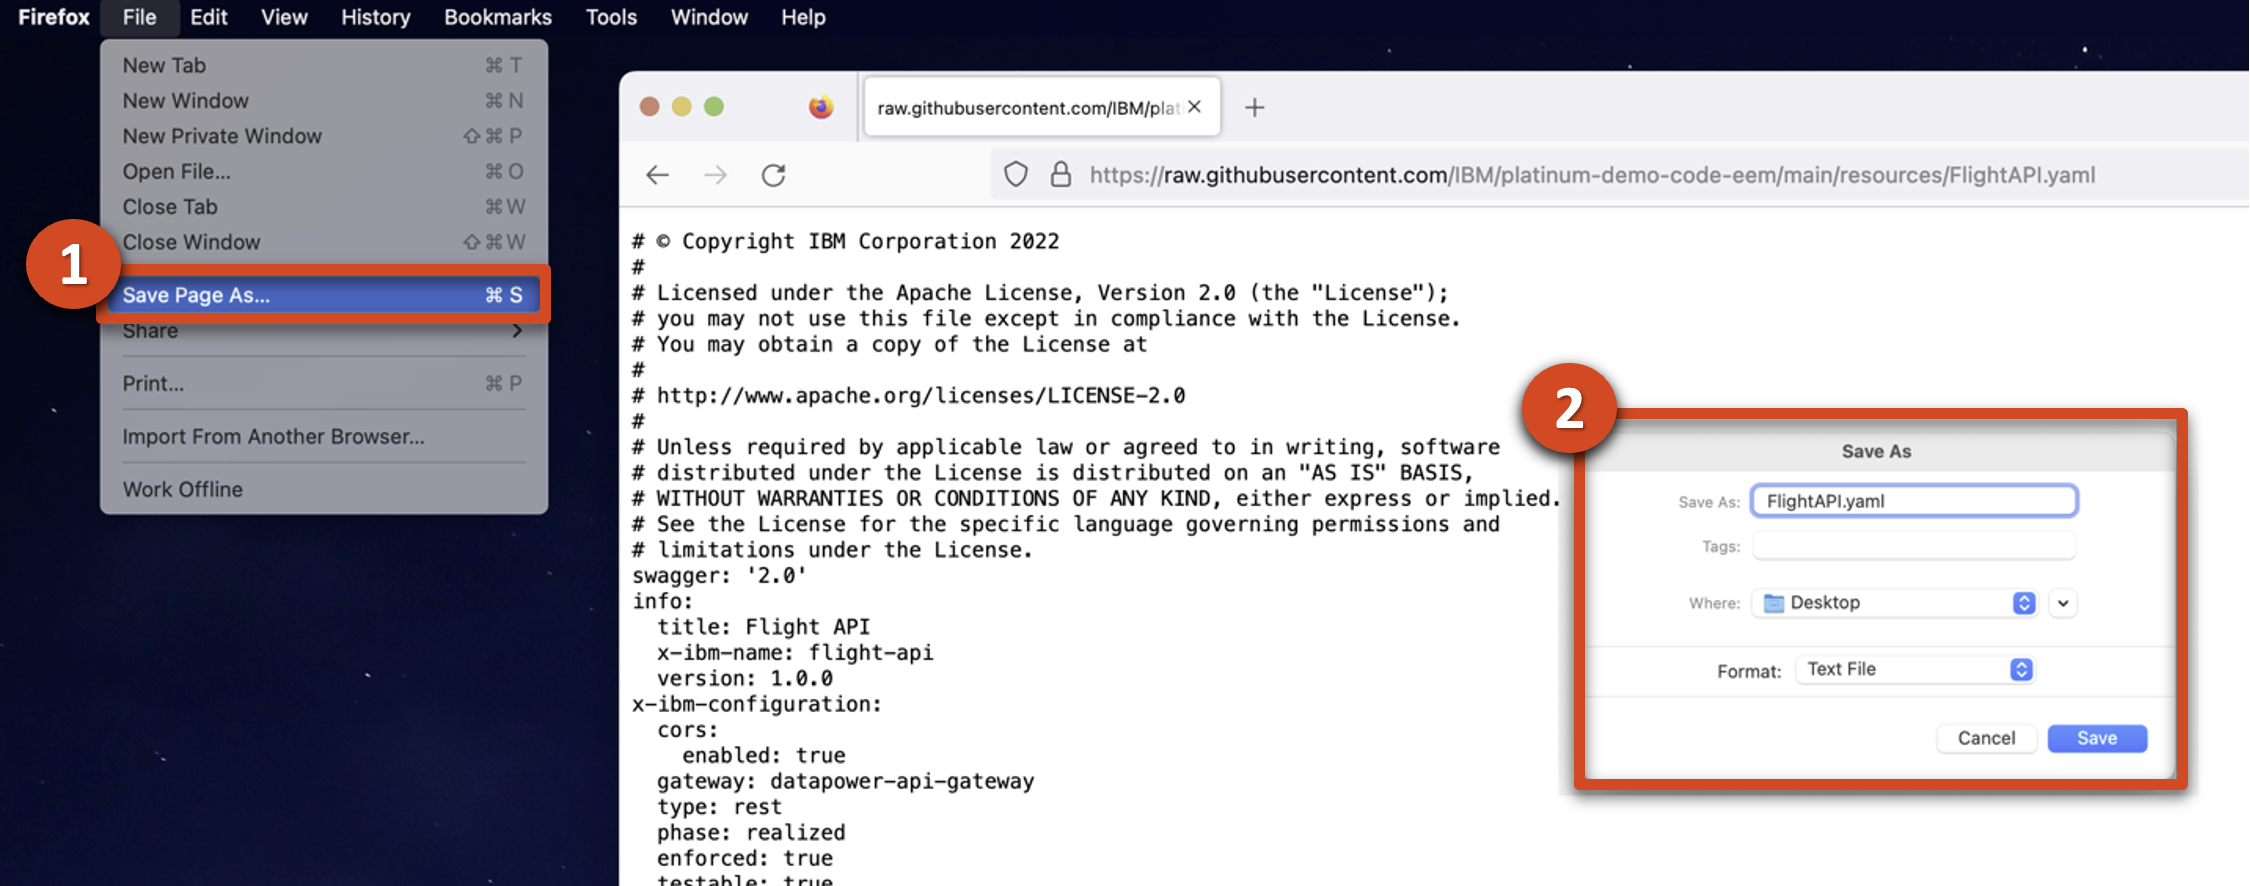 Firefox File Edit View History Bookmarks Tools Window Help
New Tab ⌘ T
New Window ⌘ N
New Private Window ⇧ ⌘ P
Open File... ⌘ O
Close Tab ⌘ W
Close Window ⇧ ⌘ W
1
Save Page As... ⌘ S
Share
Print... ⌘ P
Import From Another Browser...
Work Offline
raw.githubusercontent.com/IBM/plat
https://raw.githubusercontent.com/IBM/platinum-demo-code-eem/main/resources/FlightAPI.yaml
# © Copyright IBM Corporation 2022
#
# Licensed under the Apache License, Version 2.0 (the "License");
# you may not use this file except in compliance with the License.
# You may obtain a copy of the License at
#
# http://www.apache.org/licenses/LICENSE-2.0
#
# Unless required by applicable law or agreed to in writing, software
# distributed under the License is distributed on an "AS IS" BASIS,
# WITHOUT WARRANTIES OR CONDITIONS OF ANY KIND, either express or implied.
# See the License for the specific language governing permissions and
# limitations under the License.
swagger: '2.0'
info:
  title: Flight API
  x-ibm-name: flight-api
  version: 1.0.0
x-ibm-configuration:
  cors:
    enabled: true
  gateway: datapower-api-gateway
  type: rest
  phase: realized
  enforced: true
  testable: true
2
Save As
Save As: FlightAPI.yaml
Tags:
Where: Desktop
Format: Text File
Cancel Save